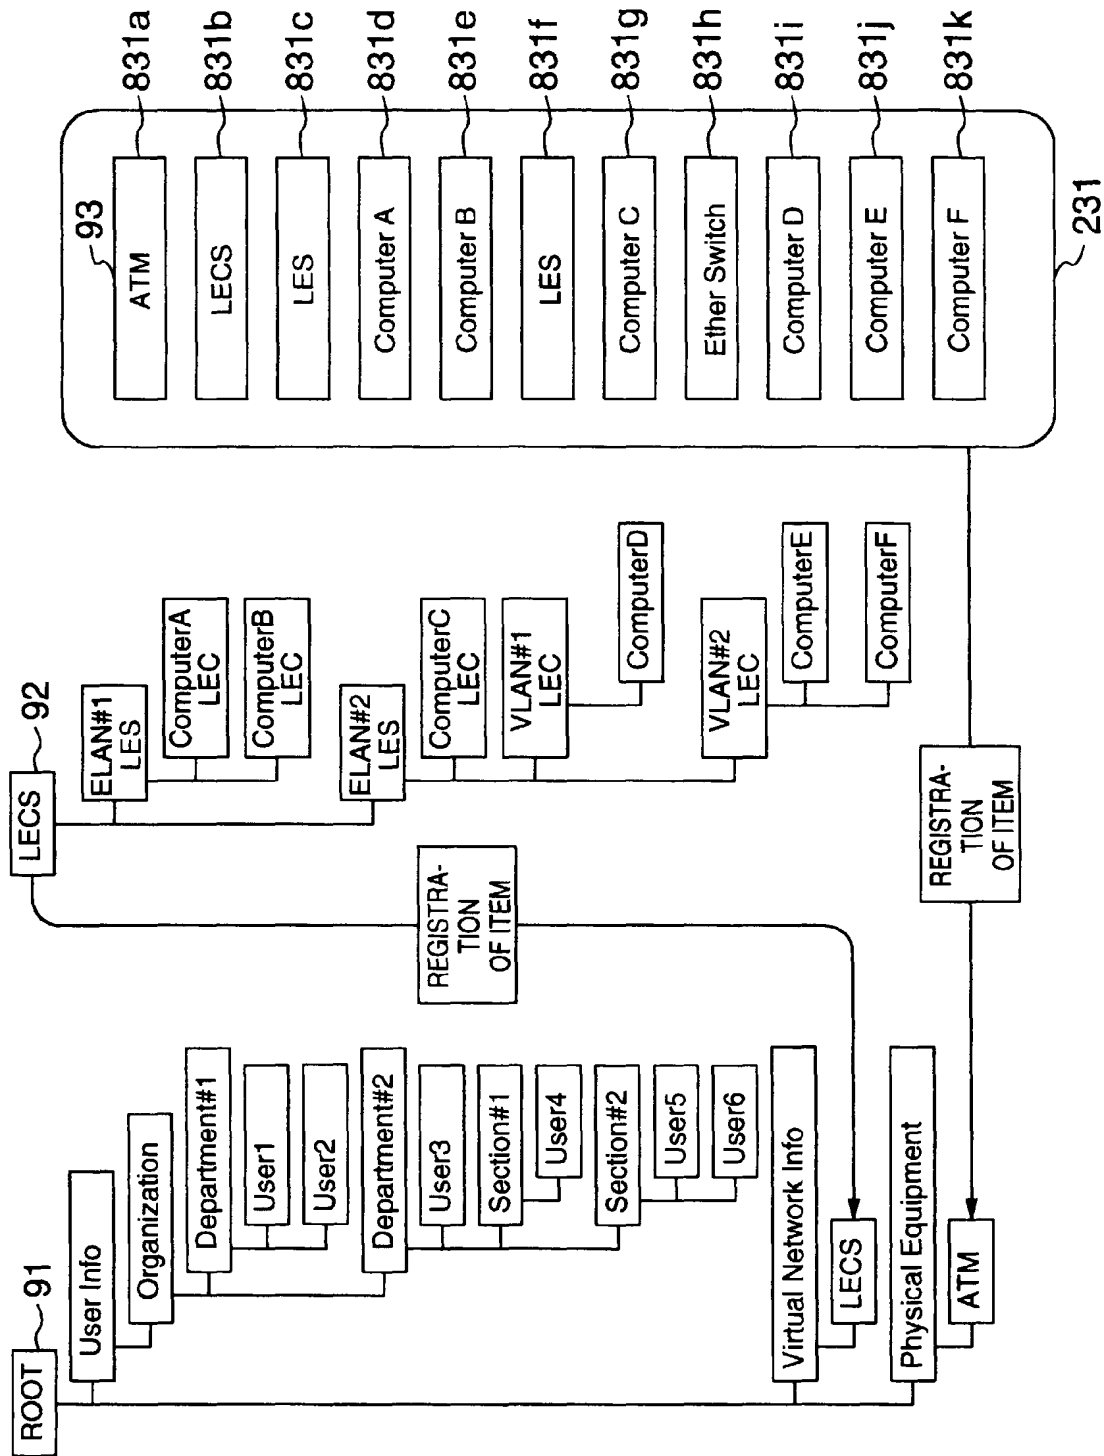 ROOT
91
User Info
Organization
Department#1
User1
User2
Department#2
User3
Section#1
User4
Section#2
User5
User6
Virtual Network Info
LECS
Physical Equipment
ATM
REGISTRA-
TION
OF ITEM
REGISTRA-
TION
OF ITEM
LECS
92
ELAN#1
LES
ComputerA
LEC
ComputerB
LEC
ELAN#2
LES
ComputerC
LEC
VLAN#1
LEC
ComputerD
VLAN#2
LEC
ComputerE
ComputerF
93
ATM
831a
LECS
831b
LES
831c
Computer A
831d
Computer B
831e
LES
831f
Computer C
831g
Ether Switch
831h
Computer D
831i
Computer E
831j
Computer F
831k
231